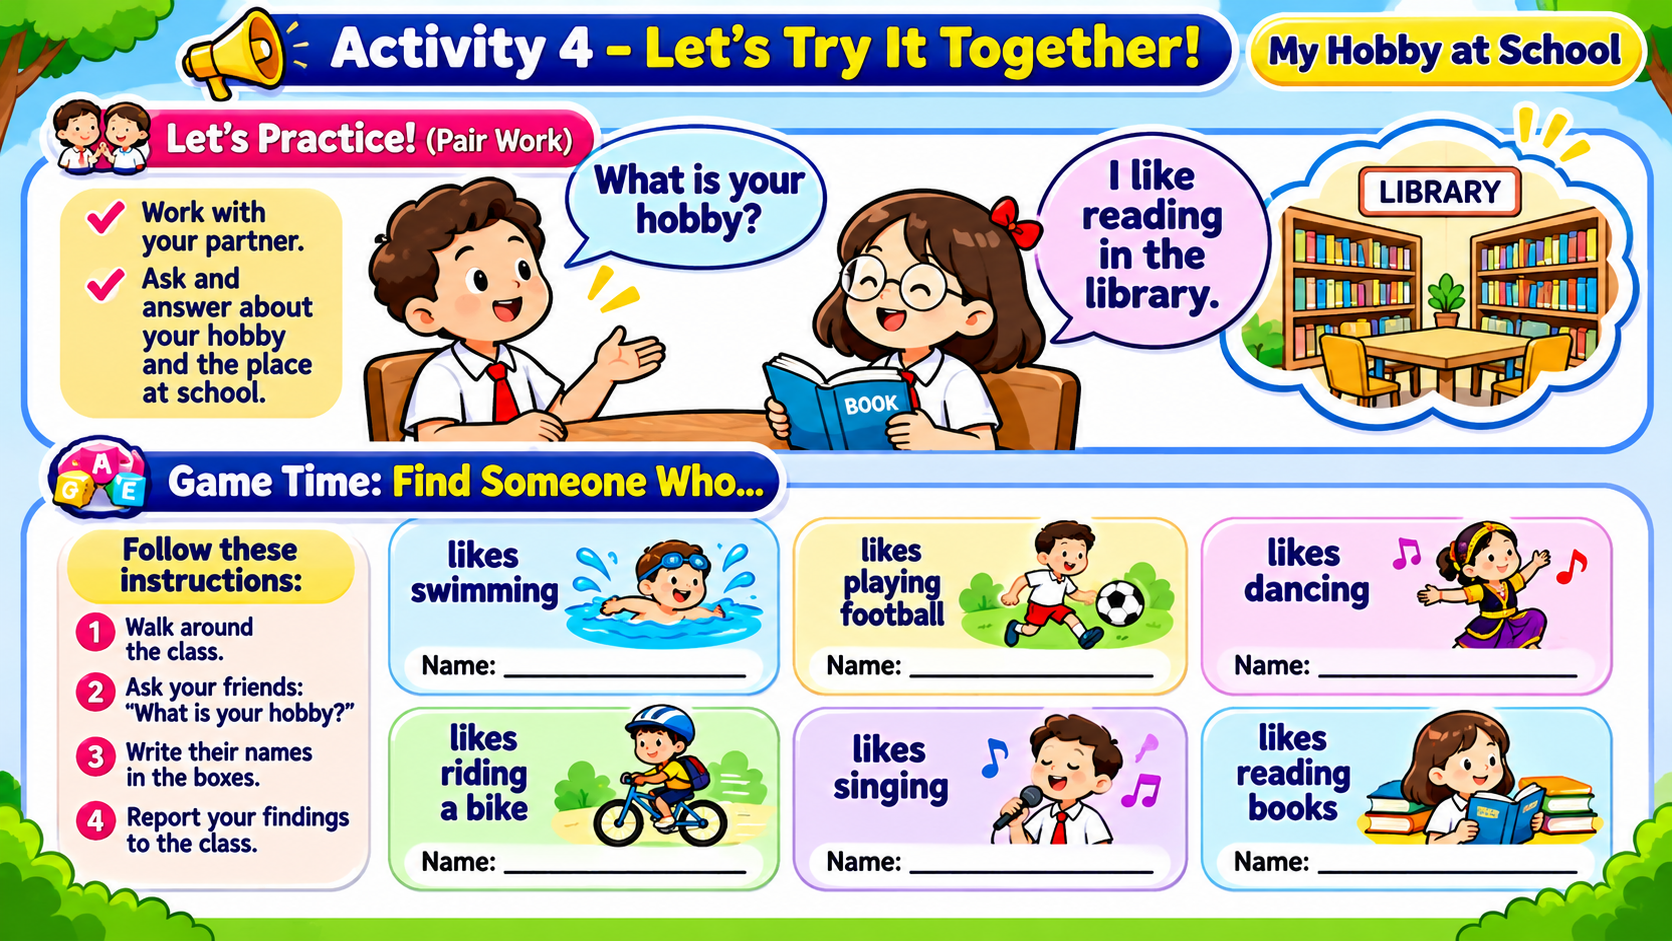 Activity 4 – Let's Try It Together!
My Hobby at School
Let's Practice! (Pair Work)
Work with
your partner.
Ask and
answer about
your hobby
and the place
at school.
What is your
hobby?
I like
reading
in the
library.
LIBRARY
BOOK
A
G E
Game Time: Find Someone Who...
Follow these
instructions:
1 Walk around
the class.
2 Ask your friends:
"What is your hobby?"
3 Write their names
in the boxes.
4 Report your findings
to the class.
likes
swimming
Name:
likes
playing
football
Name:
likes
dancing
Name:
likes
riding
a bike
Name:
likes
singing
Name:
likes
reading
books
Name: